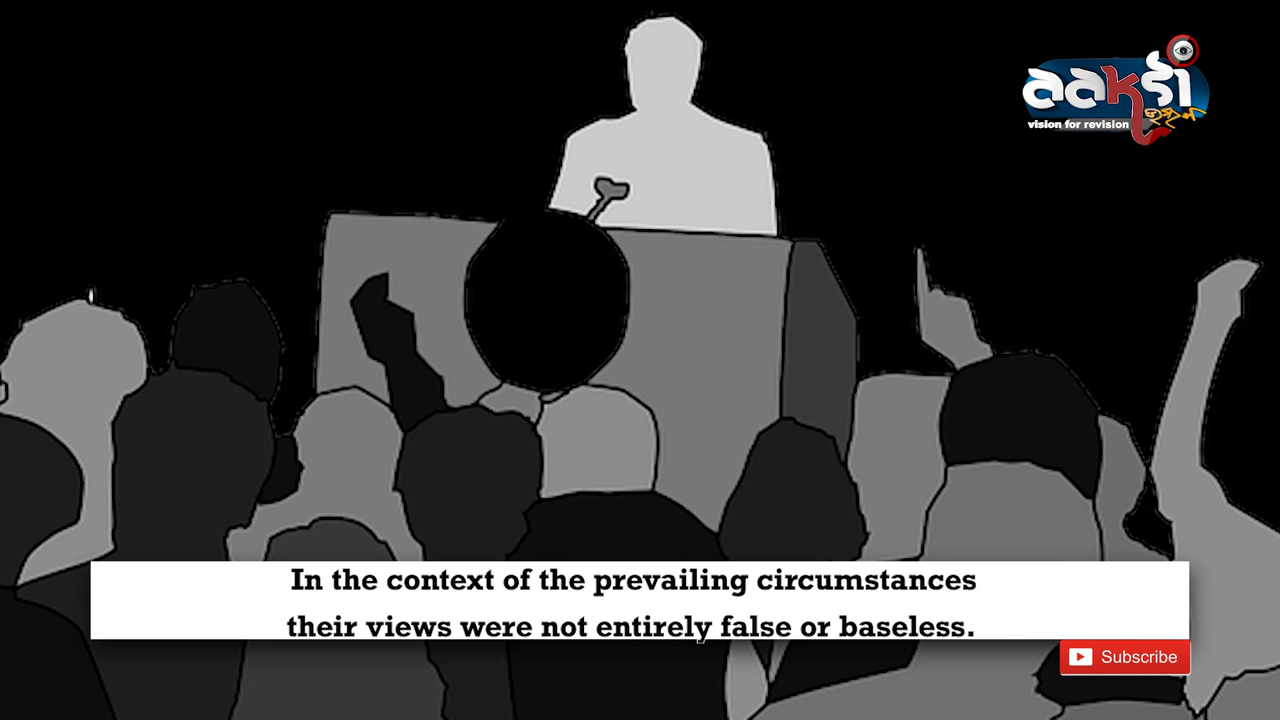 vision for revision
In the context of the prevailing circumstances
their views were not entirely false or baseless.
Subscribe